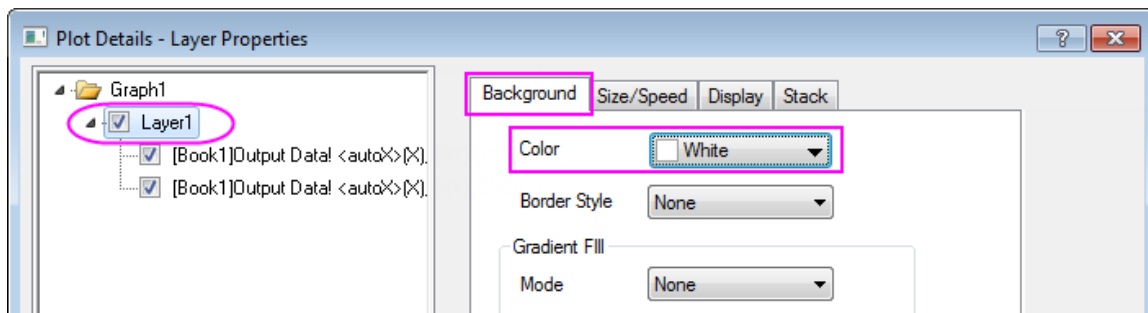 Plot Details - Layer Properties
Graph1
Layer1
[Book1]Output Data! <autoX>(X).
[Book1]Output Data! <autoX>(X).
Background Size/Speed Display Stack
Color White
Border Style None
Gradient FIll
Mode None